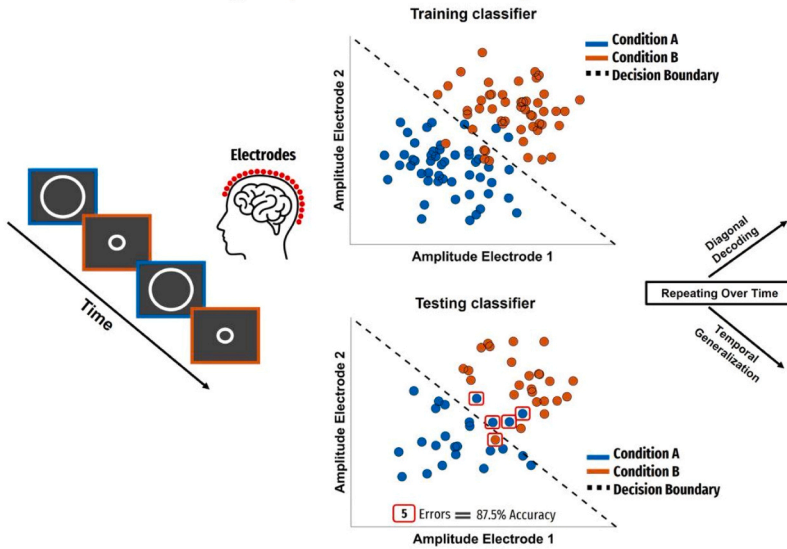 Training classifier
Condition A
Condition B
Decision Boundary
Amplitude Electrode 2
Amplitude Electrode 1
Electrodes
Time
Diagonal
Decoding
Repeating Over Time
Temporal
Generalization
Testing classifier
Condition A
Condition B
Decision Boundary
Amplitude Electrode 2
5 Errors = 87.5% Accuracy
Amplitude Electrode 1